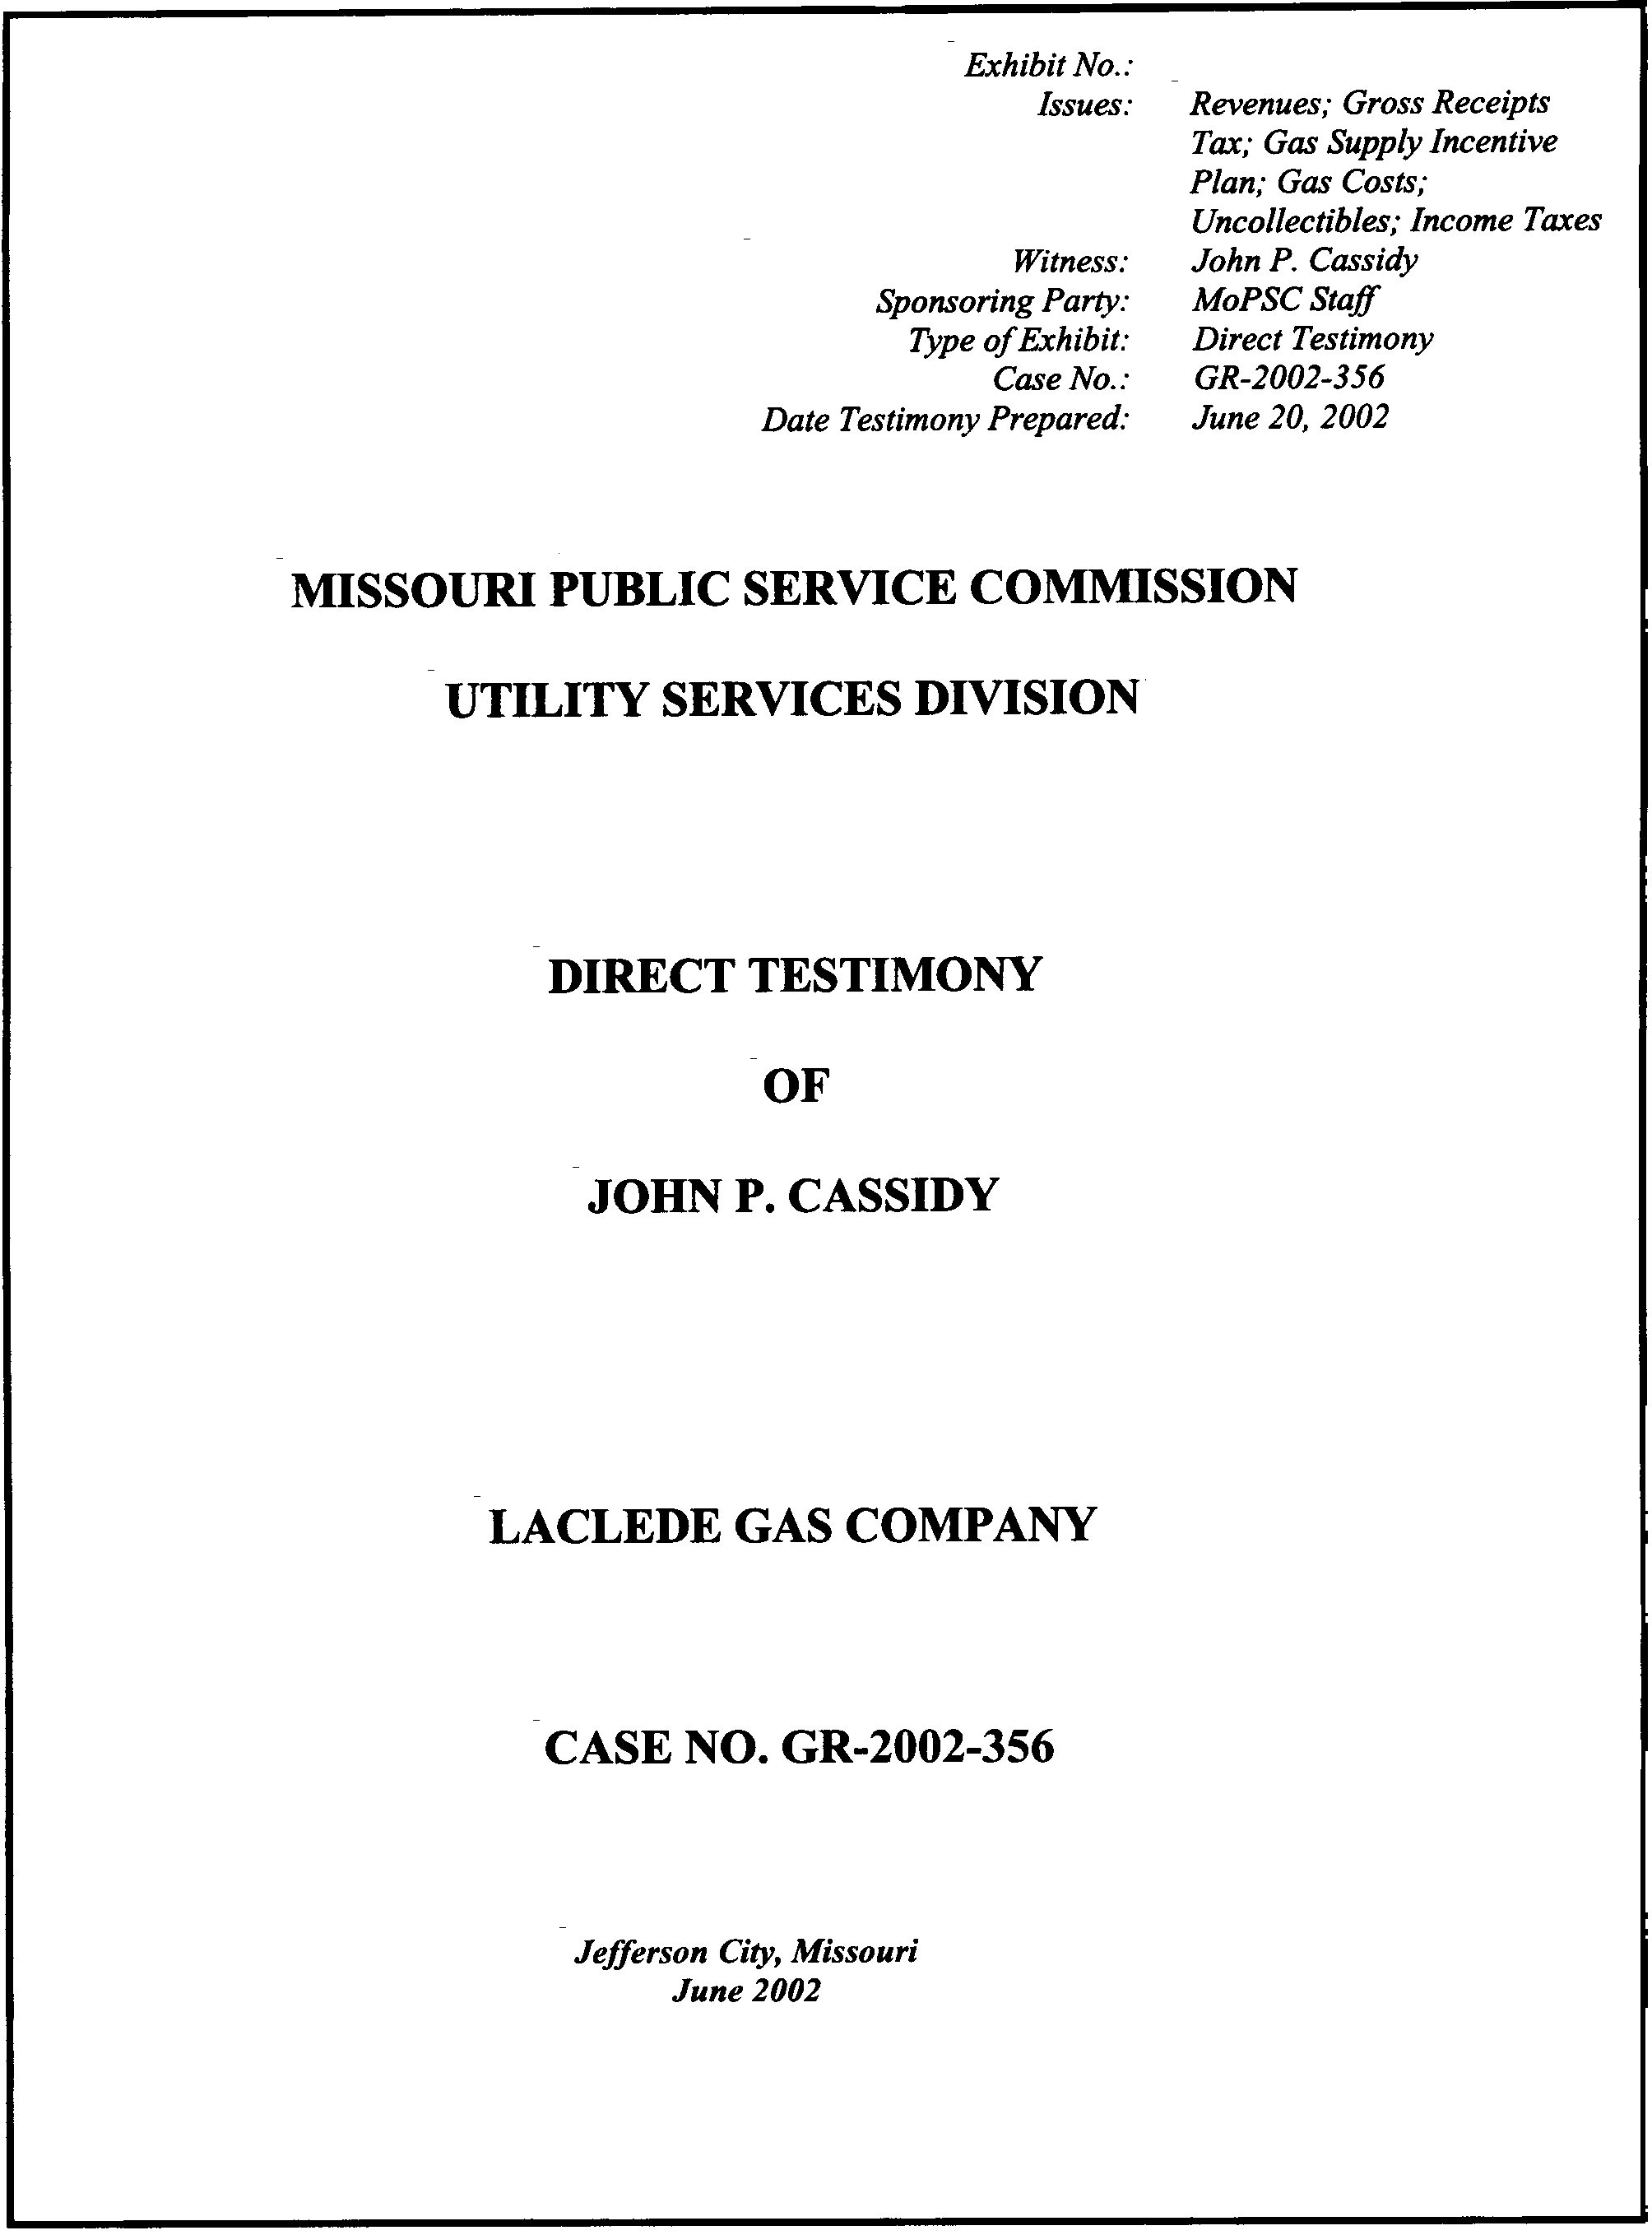 Exhibit No.:
Issues: Revenues; Gross Receipts
Tax; Gas Supply Incentive
Plan; Gas Costs;
Uncollectibles; Income Taxes
Witness: John P. Cassidy
Sponsoring Party: MoPSC Staff
Type of Exhibit: Direct Testimony
Case No.: GR-2002-356
Date Testimony Prepared: June 20, 2002
MISSOURI PUBLIC SERVICE COMMISSION
UTILITY SERVICES DIVISION
DIRECT TESTIMONY
OF
JOHN P. CASSIDY
LACLEDE GAS COMPANY
CASE NO. GR-2002-356
Jefferson City, Missouri
June 2002